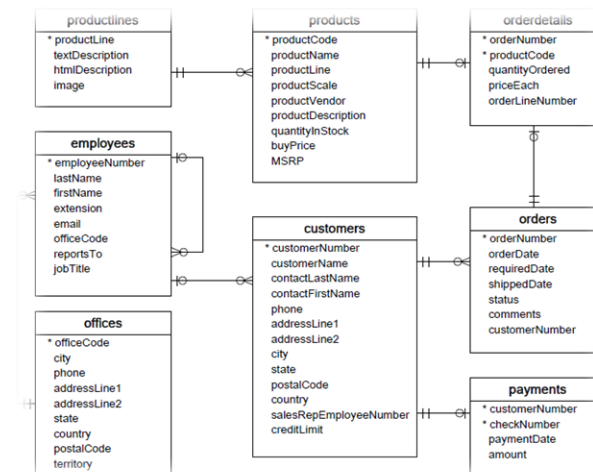 productlines
* productLine
textDescription
htmlDescription
image
products
* productCode
productName
productLine
productScale
productVendor
productDescription
quantityInStock
buyPrice
MSRP
orderdetails
* orderNumber
* productCode
quantityOrdered
priceEach
orderLineNumber
employees
* employeeNumber
lastName
firstName
extension
email
officeCode
reportsTo
jobTitle
customers
* customerNumber
customerName
contactLastName
contactFirstName
phone
addressLine1
addressLine2
city
state
postalCode
country
salesRepEmployeeNumber
creditLimit
orders
* orderNumber
orderDate
requiredDate
shippedDate
status
comments
customerNumber
offices
* officeCode
city
phone
addressLine1
addressLine2
state
country
postalCode
territory
payments
* customerNumber
* checkNumber
paymentDate
amount